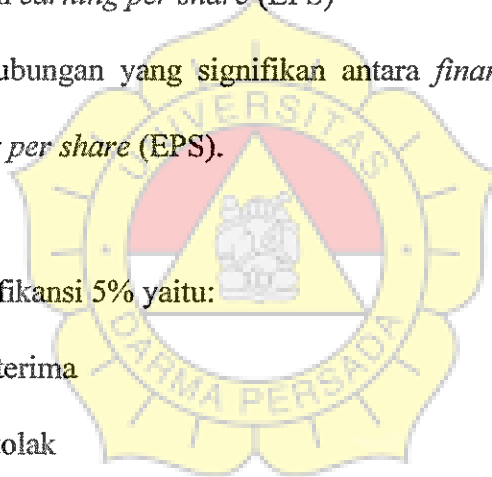 earning per share (EPS)
ubungan yang signifikan antara finan
per share (EPS).
fikansi 5% yaitu:
terima
tolak
UNIVERSITAS
DARMA PERSADA